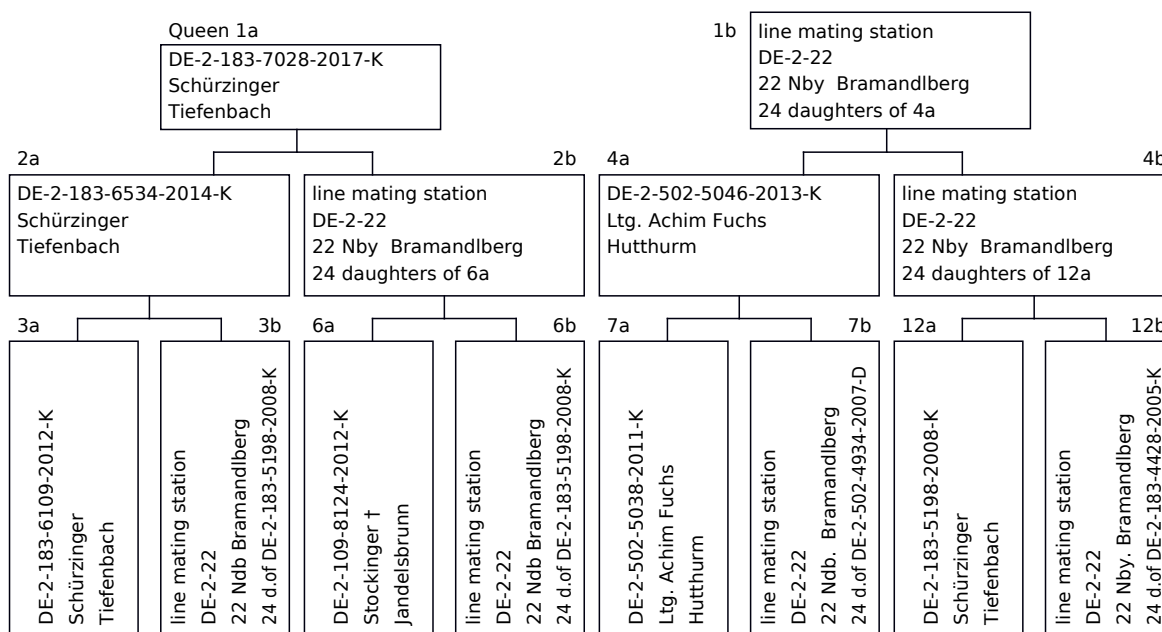 Queen 1a
DE-2-183-7028-2017-K
Schürzinger
Tiefenbach
1b
line mating station
DE-2-22
22 Nby  Bramandlberg
24 daughters of 4a
2a
DE-2-183-6534-2014-K
Schürzinger
Tiefenbach
2b
line mating station
DE-2-22
22 Nby  Bramandlberg
24 daughters of 6a
4a
DE-2-502-5046-2013-K
Ltg. Achim Fuchs
Hutthurm
4b
line mating station
DE-2-22
22 Nby  Bramandlberg
24 daughters of 12a
3a
DE-2-183-6109-2012-K
Schürzinger
Tiefenbach
3b
line mating station
DE-2-22
22 Ndb Bramandlberg
24 d.of DE-2-183-5198-2008-K
6a
DE-2-109-8124-2012-K
Stockinger †
Jandelsbrunn
6b
line mating station
DE-2-22
22 Ndb Bramandlberg
24 d.of DE-2-183-5198-2008-K
7a
DE-2-502-5038-2011-K
Ltg. Achim Fuchs
Hutthurm
7b
line mating station
DE-2-22
22 Ndb.  Bramandlberg
24 d.of DE-2-502-4934-2007-D
12a
DE-2-183-5198-2008-K
Schürzinger
Tiefenbach
12b
line mating station
DE-2-22
22 Nby. Bramandlberg
24 d.of DE-2-183-4428-2005-K